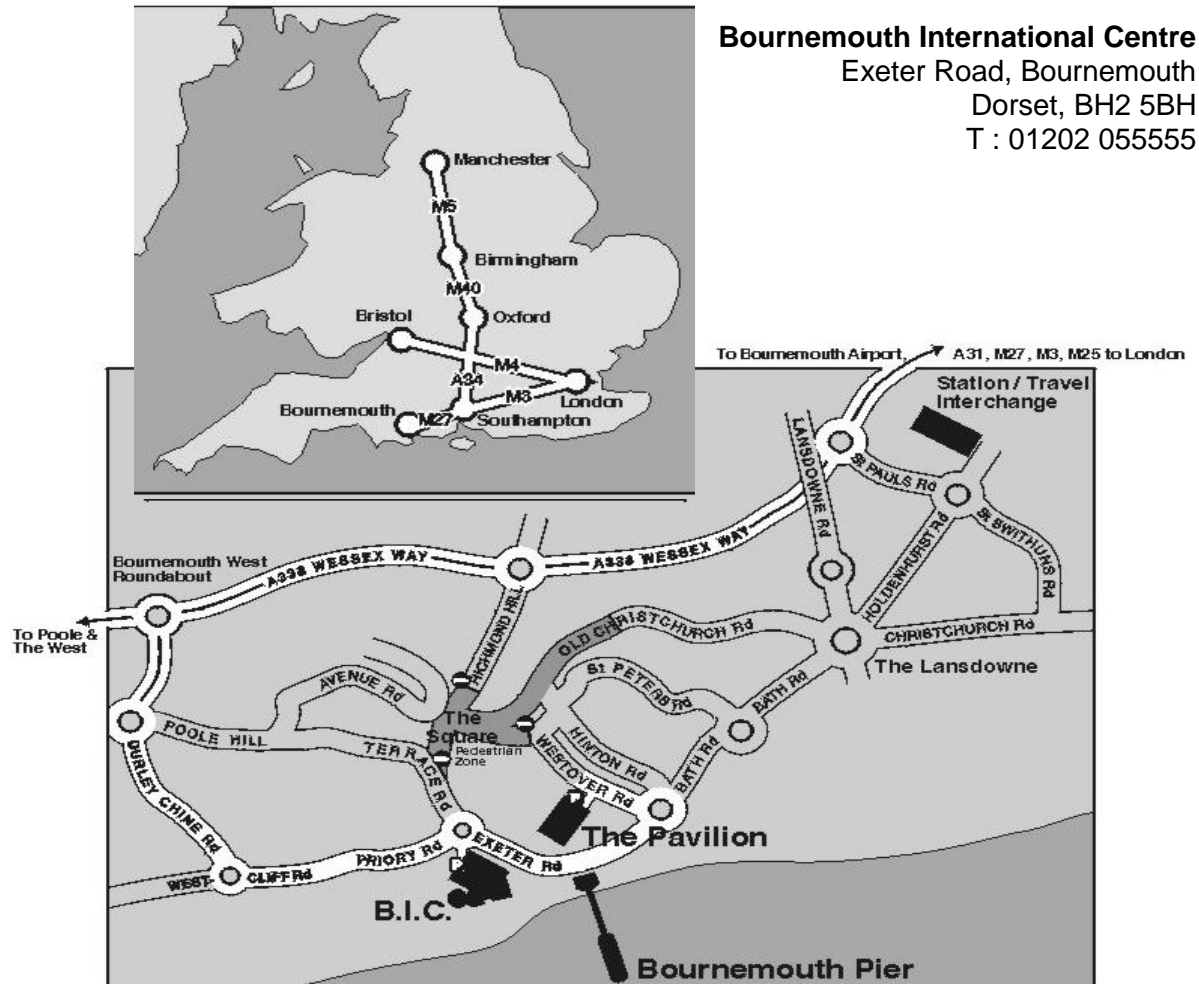 Bournemouth International Centre
Exeter Road, Bournemouth
Dorset, BH2 5BH
T : 01202 055555
Manchester
M5
Birmingham
M40
Bristol
Oxford
M4
A34
M3
London
Bournemouth
M27
Southampton
To Bournemouth Airport,
A31, M27, M3, M25 to London
Station / Travel
Interchange
LANSDOWNE Rd
St PAULS Rd
HOLDENHURST Rd
St SWITHUNS Rd
Bournemouth West
Roundabout
A338 WESSEX WAY
A338 WESSEX WAY
To Poole &
The West
RICHMOND HILL
OLD CHRISTCHURCH Rd
CHRISTCHURCH Rd
The Lansdowne
AVENUE Rd
St PETERS Rd
BATH Rd
POOLE HILL
The
Square
Pedestrian
Zone
TERRACE Rd
HINTON Rd
WESTOVER Rd
BATH Rd
DURLEY CHINE Rd
P
The Pavilion
PRIORY Rd
EXETER Rd
WEST CLIFF Rd
P
B.I.C.
Bournemouth Pier